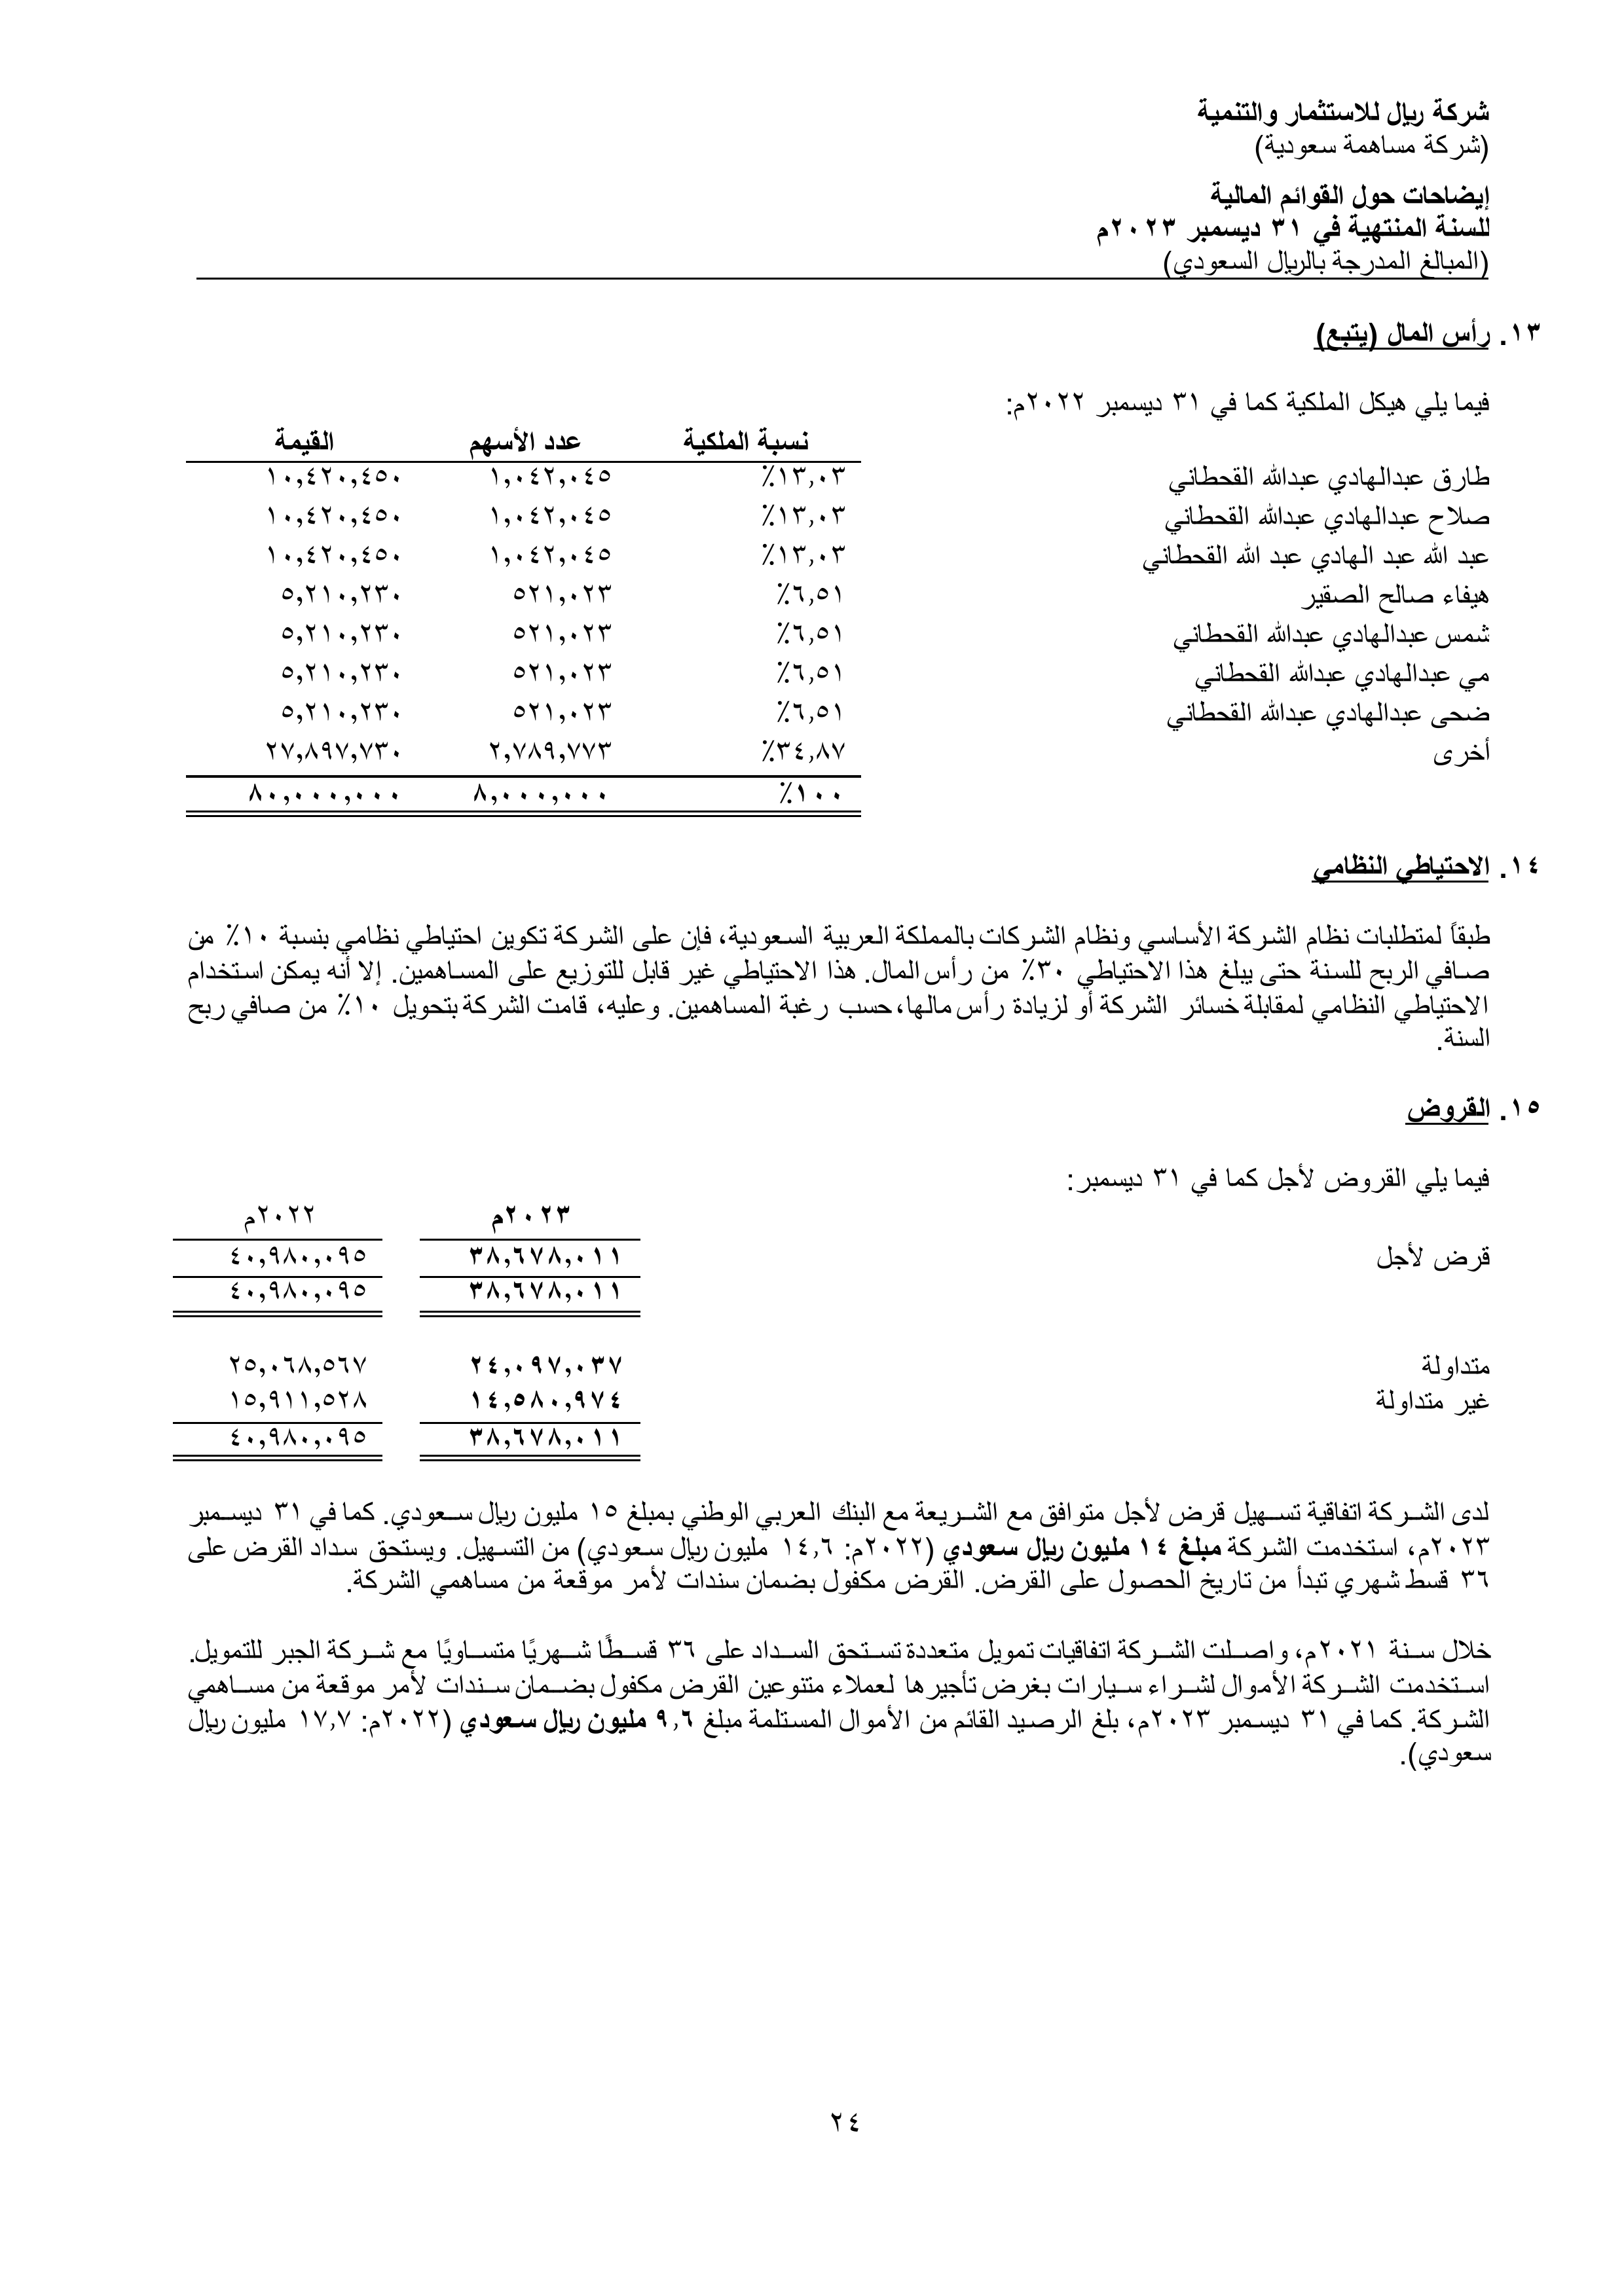 شركة ريال للاستثمار والتنمية
(شركة مساهمة سعودية)
إيضاحات حول القوائم المالية
للسنة المنتهية في ٣١ ديسمبر ٢٠٢٣م
(المبالغ المدرجة بالريال السعودي)
١٣. رأس المال (يتبع)
فيما يلي هيكل الملكية كما في ٣١ ديسمبر ٢٠٢٢م:
نسبة الملكية عدد الأسهم القيمة
طارق عبدالهادي عبدالله القحطاني ١٣,٠٣٪ ١,٠٤٢,٠٤٥ ١٠,٤٢٠,٤٥٠
صلاح عبدالهادي عبدالله القحطاني ١٣,٠٣٪ ١,٠٤٢,٠٤٥ ١٠,٤٢٠,٤٥٠
عبد الله عبد الهادي عبد الله القحطاني ١٣,٠٣٪ ١,٠٤٢,٠٤٥ ١٠,٤٢٠,٤٥٠
هيفاء صالح الصقير ٦,٥١٪ ٥٢١,٠٢٣ ٥,٢١٠,٢٣٠
شمس عبدالهادي عبدالله القحطاني ٦,٥١٪ ٥٢١,٠٢٣ ٥,٢١٠,٢٣٠
مي عبدالهادي عبدالله القحطاني ٦,٥١٪ ٥٢١,٠٢٣ ٥,٢١٠,٢٣٠
ضحى عبدالهادي عبدالله القحطاني ٦,٥١٪ ٥٢١,٠٢٣ ٥,٢١٠,٢٣٠
أخرى ٣٤,٨٧٪ ٢,٧٨٩,٧٧٣ ٢٧,٨٩٧,٧٣٠
١٠٠٪ ٨,٠٠٠,٠٠٠ ٨٠,٠٠٠,٠٠٠
١٤. الاحتياطي النظامي
طبقاً لمتطلبات نظام الشركة الأساسي ونظام الشركات بالمملكة العربية السعودية، فإن على الشركة تكوين احتياطي نظامي بنسبة ١٠٪ من
صافي الربح للسنة حتى يبلغ هذا الاحتياطي ٣٠٪ من رأس المال. هذا الاحتياطي غير قابل للتوزيع على المساهمين. إلا أنه يمكن استخدام
الاحتياطي النظامي لمقابلة خسائر الشركة أو لزيادة رأس مالها، حسب رغبة المساهمين. وعليه، قامت الشركة بتحويل ١٠٪ من صافي ربح
السنة.
١٥. القروض
فيما يلي القروض لأجل كما في ٣١ ديسمبر:
٢٠٢٣م ٢٠٢٢م
قرض لأجل ٣٨,٦٧٨,٠١١ ٤٠,٩٨٠,٠٩٥
٣٨,٦٧٨,٠١١ ٤٠,٩٨٠,٠٩٥
متداولة ٢٤,٠٩٧,٠٣٧ ٢٥,٠٦٨,٥٦٧
غير متداولة ١٤,٥٨٠,٩٧٤ ١٥,٩١١,٥٢٨
٣٨,٦٧٨,٠١١ ٤٠,٩٨٠,٠٩٥
لدى الشركة اتفاقية تسهيل قرض لأجل متوافق مع الشريعة مع البنك العربي الوطني بمبلغ ١٥ مليون ريال سعودي. كما في ٣١ ديسمبر
٢٠٢٣م، استخدمت الشركة مبلغ ١٤ مليون ريال سعودي (٢٠٢٢م: ١٤,٦ مليون ريال سعودي) من التسهيل. ويستحق سداد القرض على
٣٦ قسط شهري تبدأ من تاريخ الحصول على القرض. القرض مكفول بضمان سندات لأمر موقعة من مساهمي الشركة.
خلال سنة ٢٠٢١م، واصلت الشركة اتفاقيات تمويل متعددة تستحق السداد على ٣٦ قسطًا شهريًا متساويًا مع شركة الجبر للتمويل.
استخدمت الشركة الأموال لشراء سيارات بغرض تأجيرها لعملاء متنوعين القرض مكفول بضمان سندات لأمر موقعة من مساهمي
الشركة. كما في ٣١ ديسمبر ٢٠٢٣م، بلغ الرصيد القائم من الأموال المستلمة مبلغ ٩,٦ مليون ريال سعودي (٢٠٢٢م: ١٧,٧ مليون ريال
سعودي).
٢٤